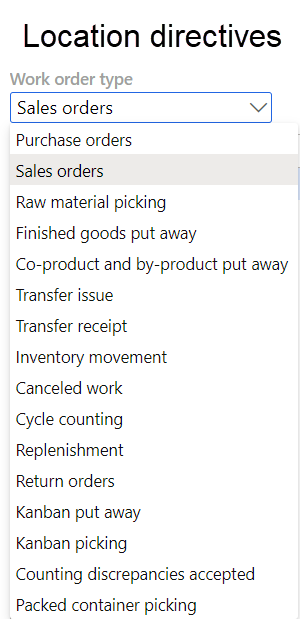 Location directives
Work order type
Sales orders
Purchase orders
Sales orders
Raw material picking
Finished goods put away
Co-product and by-product put away
Transfer issue
Transfer receipt
Inventory movement
Canceled work
Cycle counting
Replenishment
Return orders
Kanban put away
Kanban picking
Counting discrepancies accepted
Packed container picking